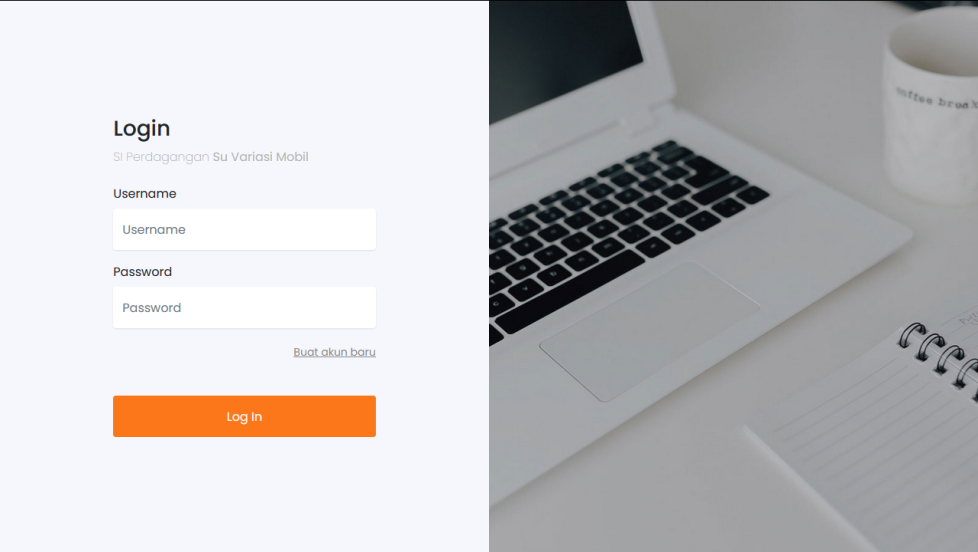 Login
SI Perdagangan Su Variasi Mobil
Username
Username
Password
Password
Buat akun baru
Log In
coffee break